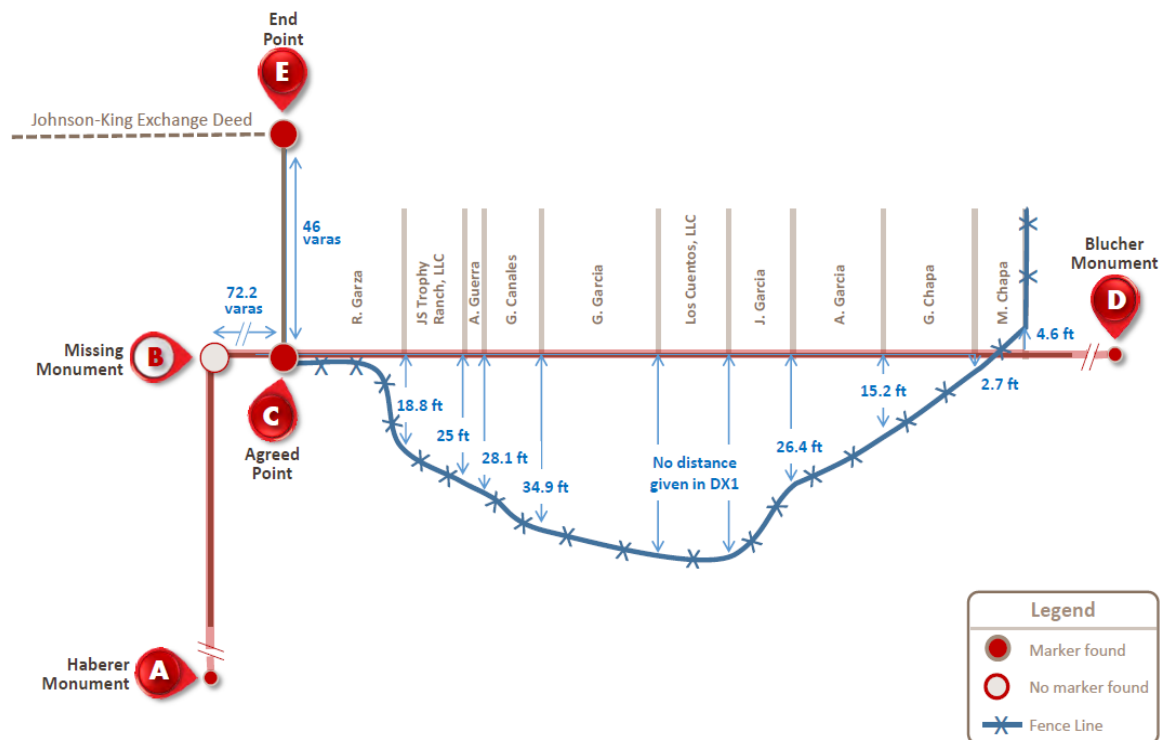 End
Point
E
Johnson-King Exchange Deed
46
varas
72.2
varas
R. Garza
JS Trophy
Ranch, LLC
A. Guerra
G. Canales
G. Garcia
Los Cuentos, LLC
J. Garcia
A. Garcia
G. Chapa
M. Chapa
Blucher
Monument
D
Missing
Monument
B
C
Agreed
Point
4.6 ft
2.7 ft
15.2 ft
18.8 ft
25 ft
28.1 ft
34.9 ft
No distance
given in DX1
26.4 ft
Haberer
Monument
A
Legend
Marker found
No marker found
Fence Line